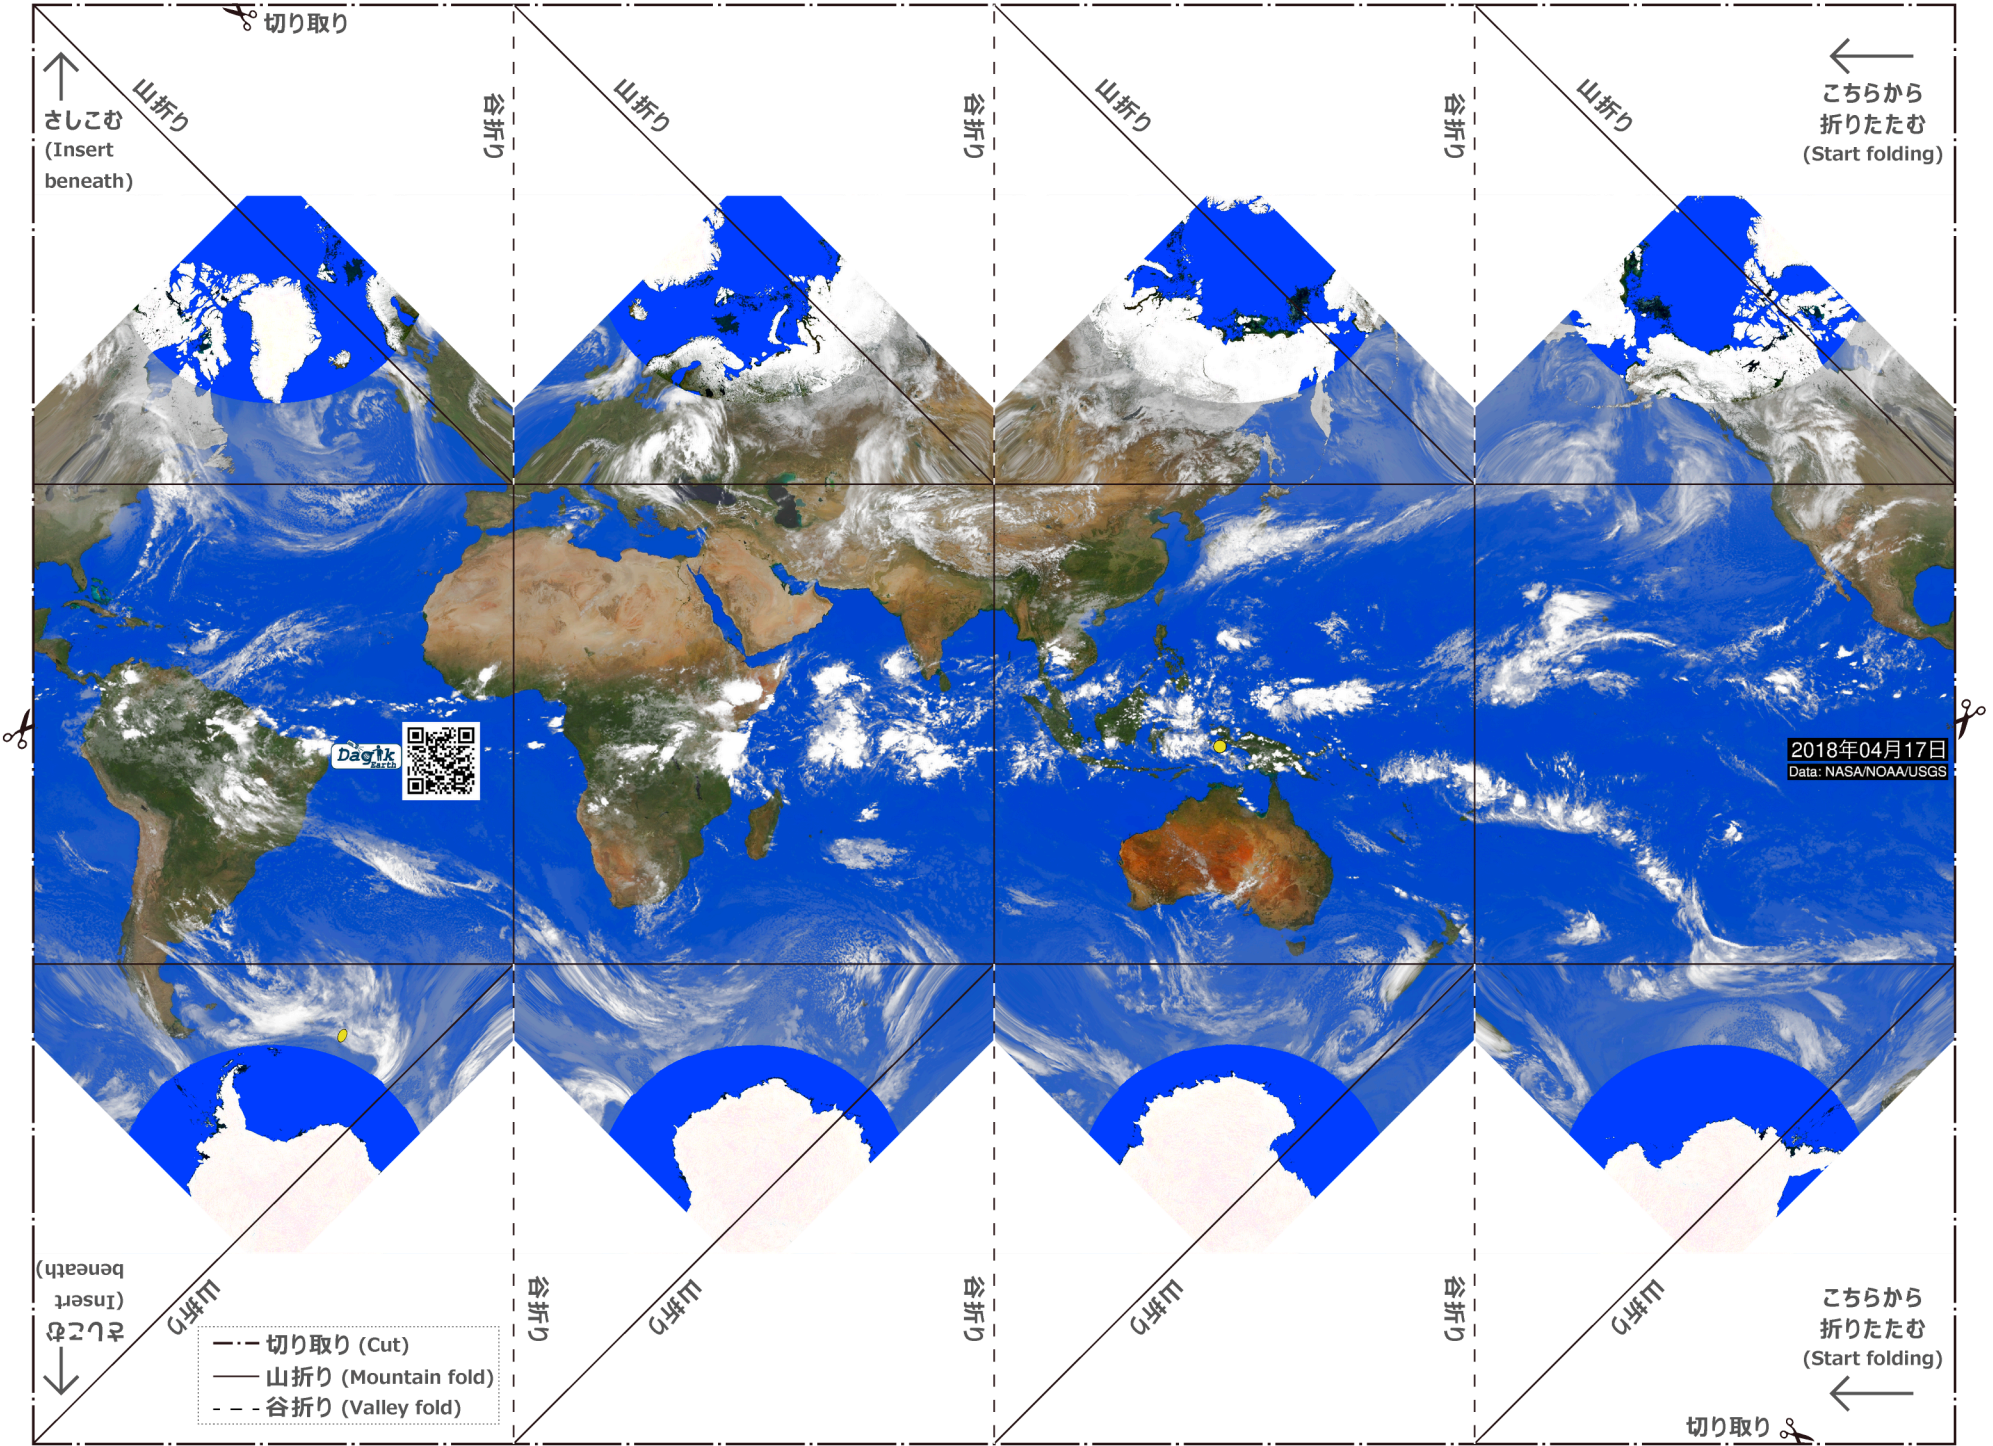 切り取り
さしこむ
(Insert
beneath)
山折り
谷折り
山折り
谷折り
山折り
谷折り
山折り
こちらから
折りたたむ
(Start folding)
Dagik
Earth
2018年04月17日
Data: NASA/NOAA/USGS
さしこむ
(Insert
beneath)
山折り
谷折り
山折り
谷折り
山折り
谷折り
山折り
こちらから
折りたたむ
(Start folding)
切り取り (Cut)
山折り (Mountain fold)
谷折り (Valley fold)
切り取り